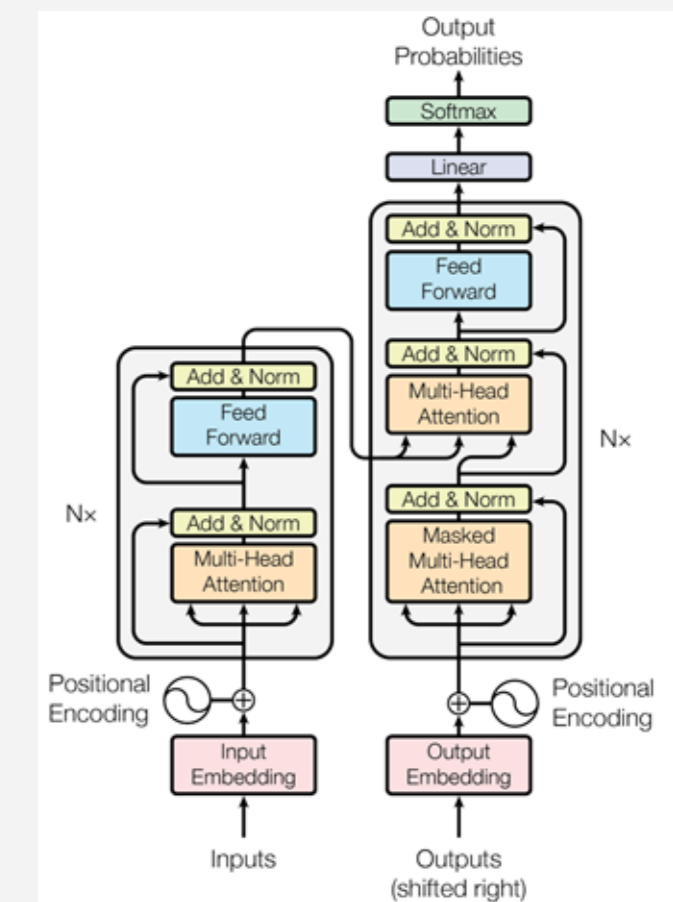 Output
Probabilities
Softmax
Linear
Add & Norm
Feed
Forward
Add & Norm
Multi-Head
Attention
Add & Norm
Masked
Multi-Head
Attention
Nx
Add & Norm
Feed
Forward
Add & Norm
Multi-Head
Attention
Nx
Positional
Encoding
Positional
Encoding
Input
Embedding
Output
Embedding
Inputs
Outputs
(shifted right)